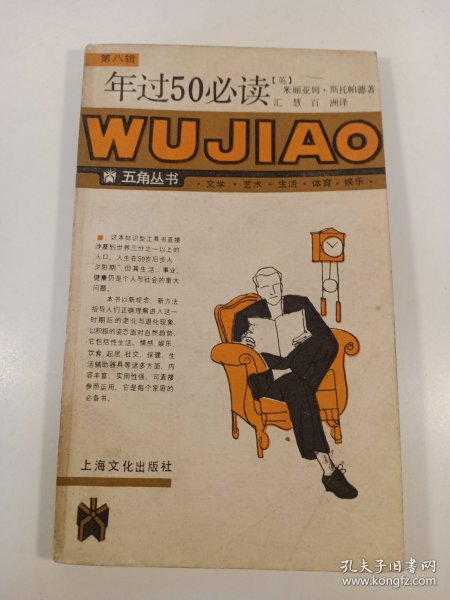 第八辑
年过50必读
[英]
米丽亚姆·斯托帕德著
汇慧百洲译
WUJIAO
五角丛书
·文学·艺术·生活·体育·娱乐·
■ 这本知识型工具书直接
涉及到世界三分之一以上的
人口。人生在50岁后步入
“夕阳期”,但其生活、事业、
健康仍是个人与社会的重大
问题。
本书以新观念、新方法
指导人们正确理解进入这一
时期后的老化与退化现象,
以积极的姿态面对自然趋势。
它包括性生活、情感、娱乐、
饮食、起居、社交、保健、生
活辅助器具等诸多方面,内
容丰富,实用性强,可直接
参照运用。它是每个家庭的
必备书。
上海文化出版社
孔夫子旧书网
www.kongfz.com